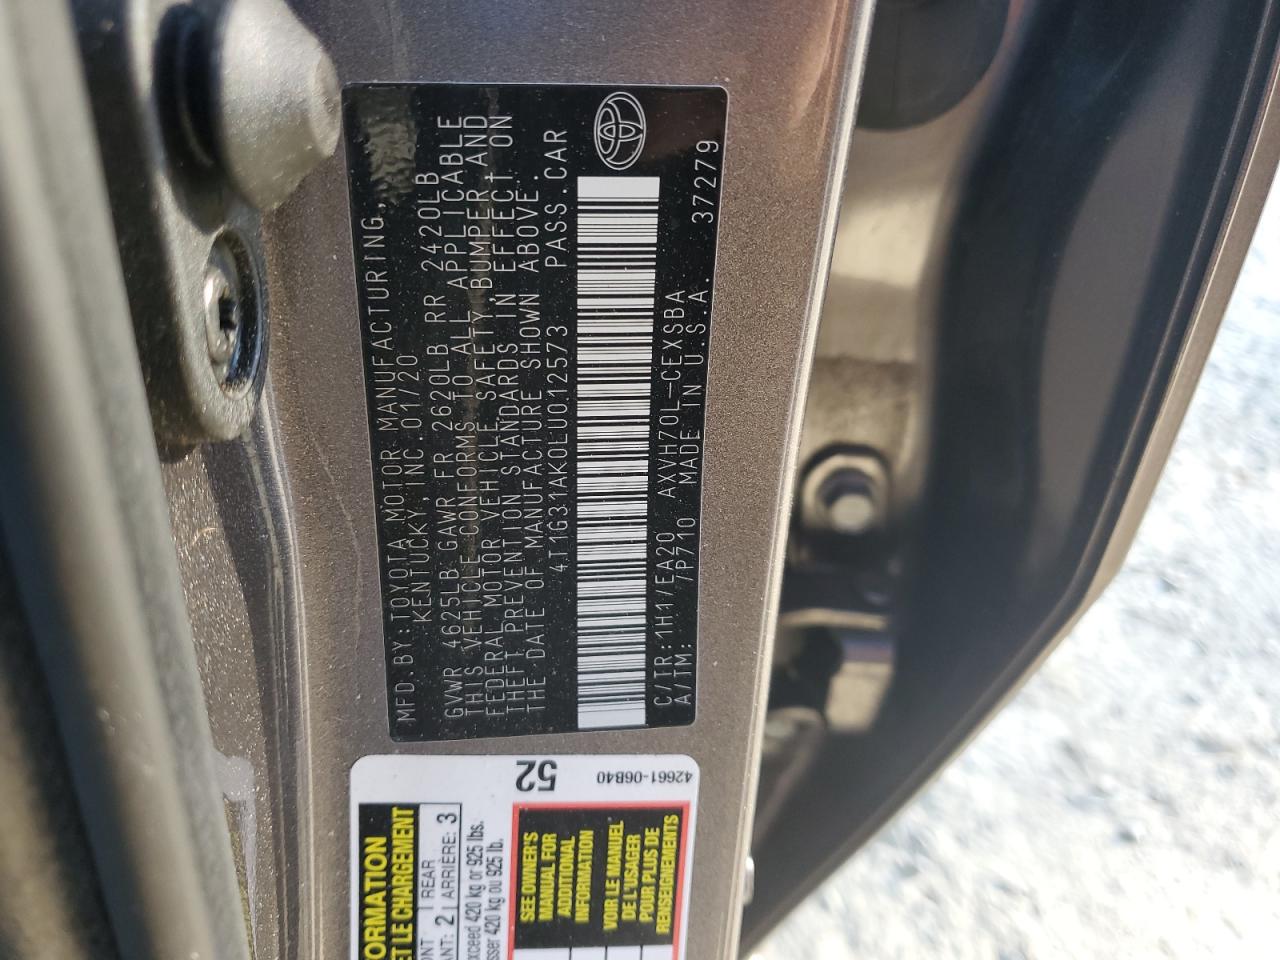 MFD.BY:TOYOTA MOTOR MANUFACTURING,
KENTUCKY, INC. 01/20
GVWR 4625LB GAWR FR 2620LB RR 2420LB
THIS VEHICLE CONFORMS TO ALL APPLICABLE
FEDERAL MOTOR VEHICLE SAFETY,BUMPER,AND
THEFT PREVENTION STANDARDS IN EFFECT ON
THE DATE OF MANUFACTURE SHOWN ABOVE.
4T1G31AK0LU012573 PASS.CAR
C/TR:1H1/EA20 AXVH70L-CEXSBA
A/TM: /P710 MADE IN U.S.A. 37279
52
42661-06B40
FORMATION
ET LE CHARGEMENT
ONT REAR
ANT: 2 ARRIÈRE: 3
exceed 420 kg or 925 lbs.
sser 420 kg ou 925 lb.
SEE OWNER'S
MANUAL FOR
ADDITIONAL
INFORMATION
VOIR LE MANUEL
DE L'USAGER
POUR PLUS DE
RENSEIGNEMENTS